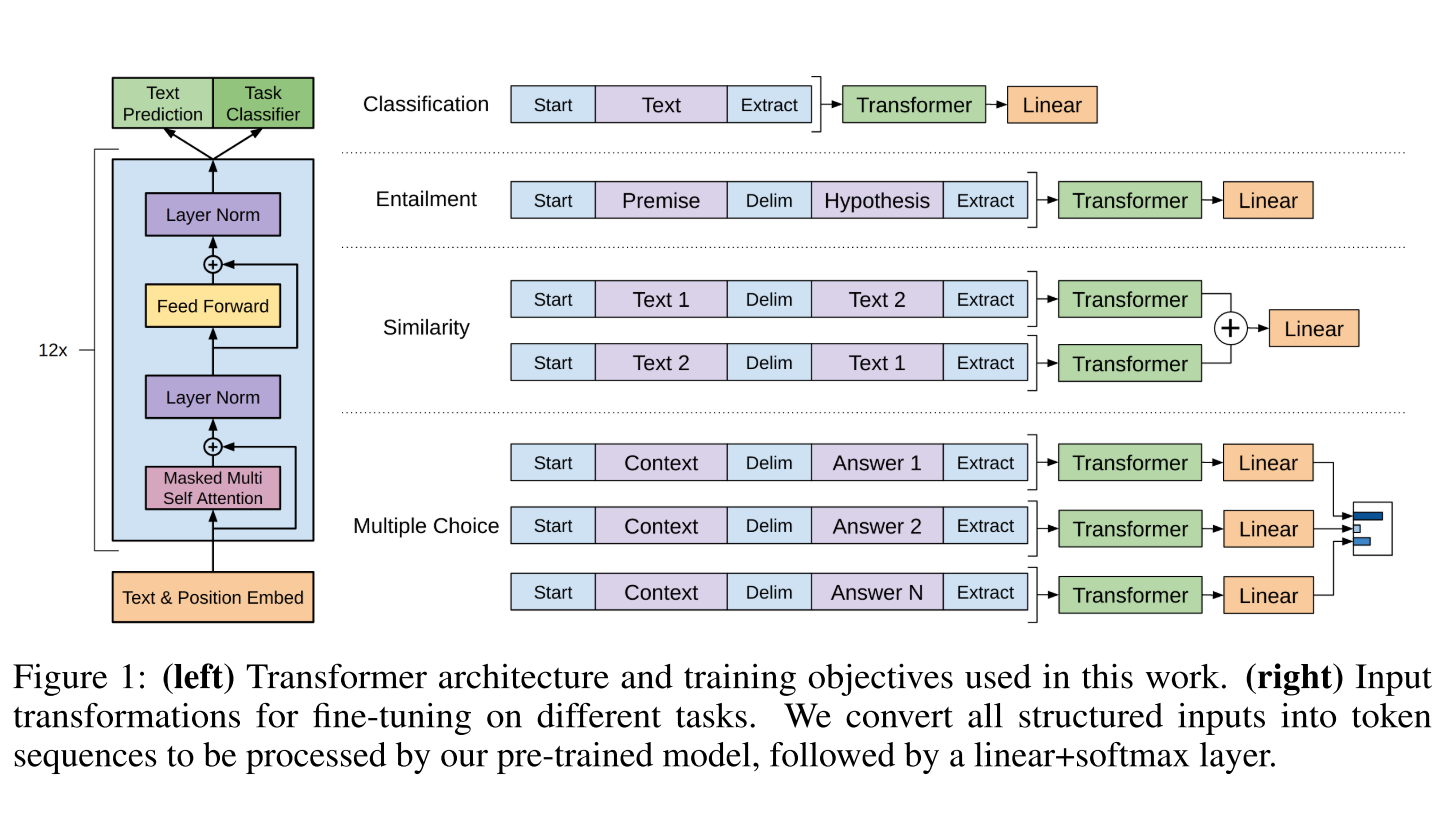 Text
Prediction
Task
Classifier
12x
Layer Norm
+
Feed Forward
Layer Norm
+
Masked Multi
Self Attention
Text & Position Embed
Classification
Start Text Extract Transformer Linear
Entailment
Start Premise Delim Hypothesis Extract Transformer Linear
Similarity
Start Text 1 Delim Text 2 Extract Transformer
Start Text 2 Delim Text 1 Extract Transformer
+
Linear
Multiple Choice
Start Context Delim Answer 1 Extract Transformer Linear
Start Context Delim Answer 2 Extract Transformer Linear
Start Context Delim Answer N Extract Transformer Linear
Figure 1: (left) Transformer architecture and training objectives used in this work. (right) Input
transformations for fine-tuning on different tasks. We convert all structured inputs into token
sequences to be processed by our pre-trained model, followed by a linear+softmax layer.